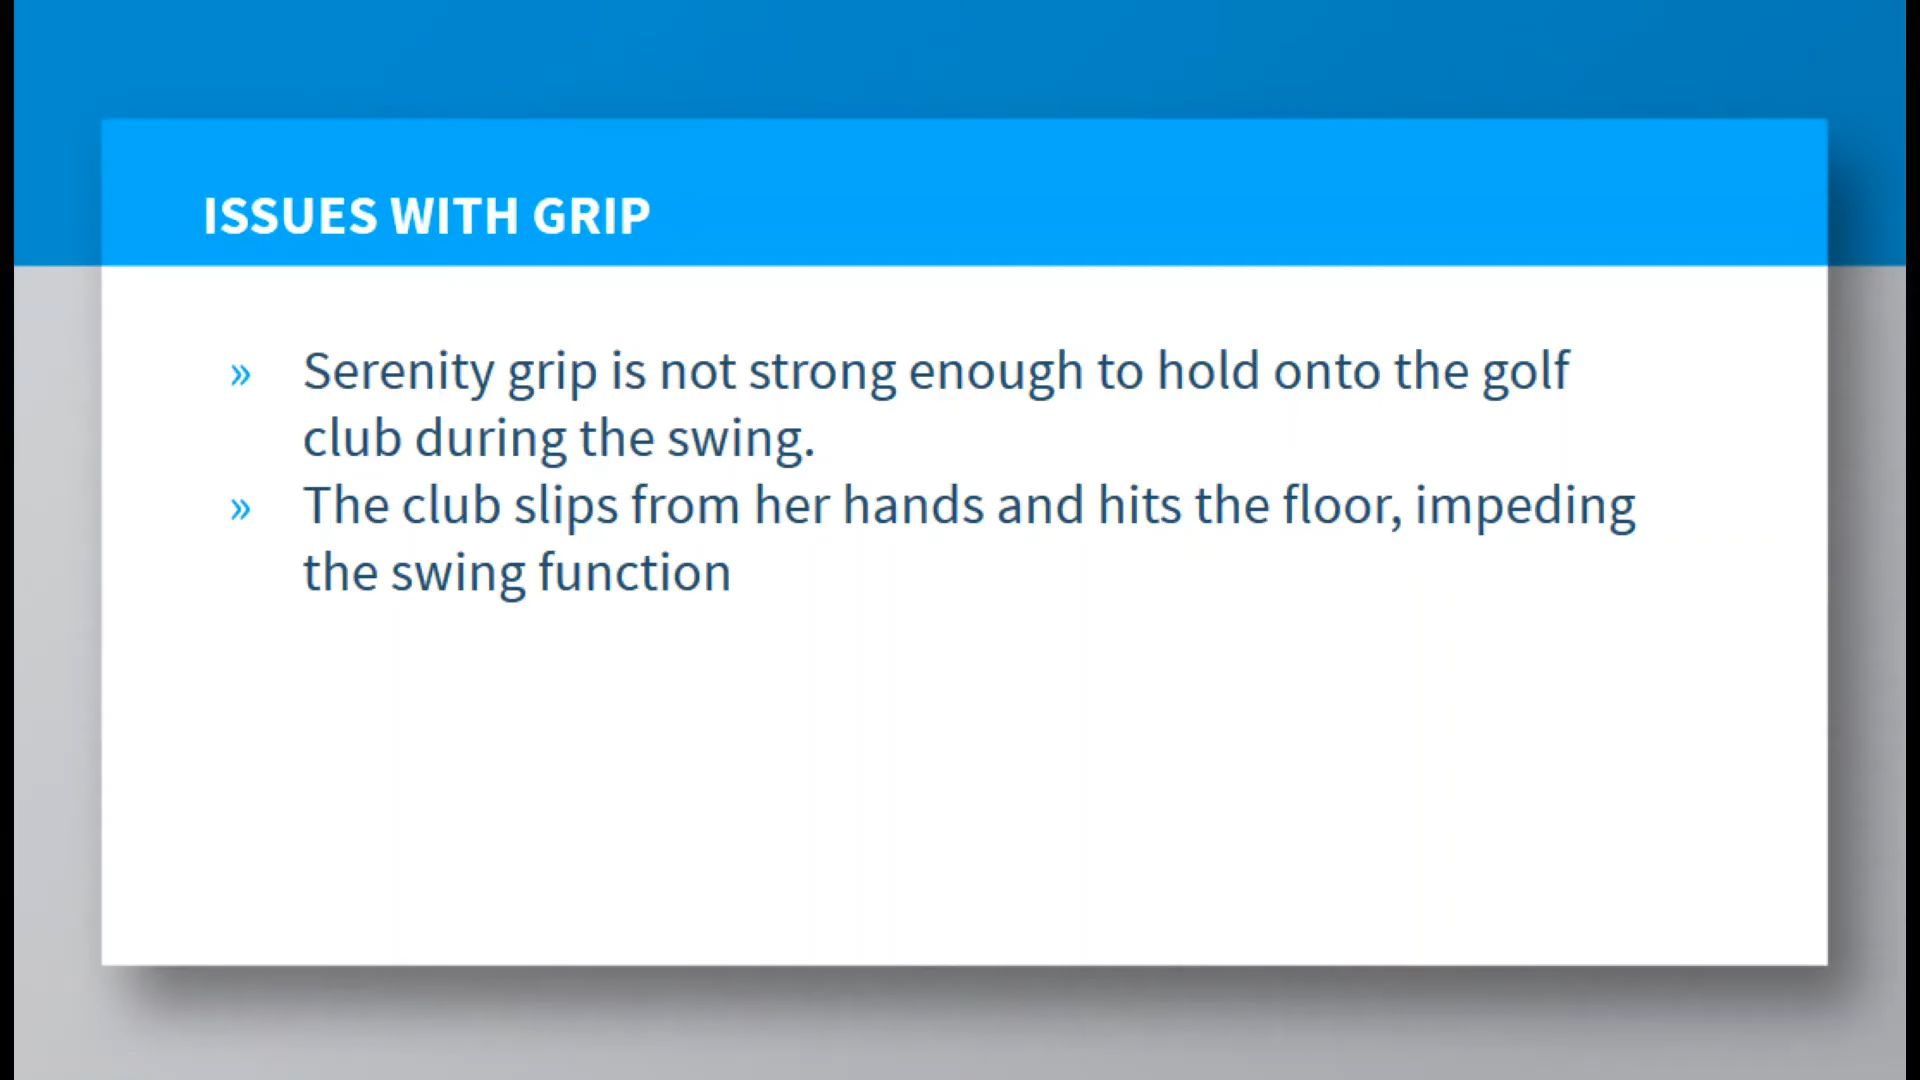 ISSUES WITH GRIP
» Serenity grip is not strong enough to hold onto the golf
club during the swing.
» The club slips from her hands and hits the floor, impeding
the swing function